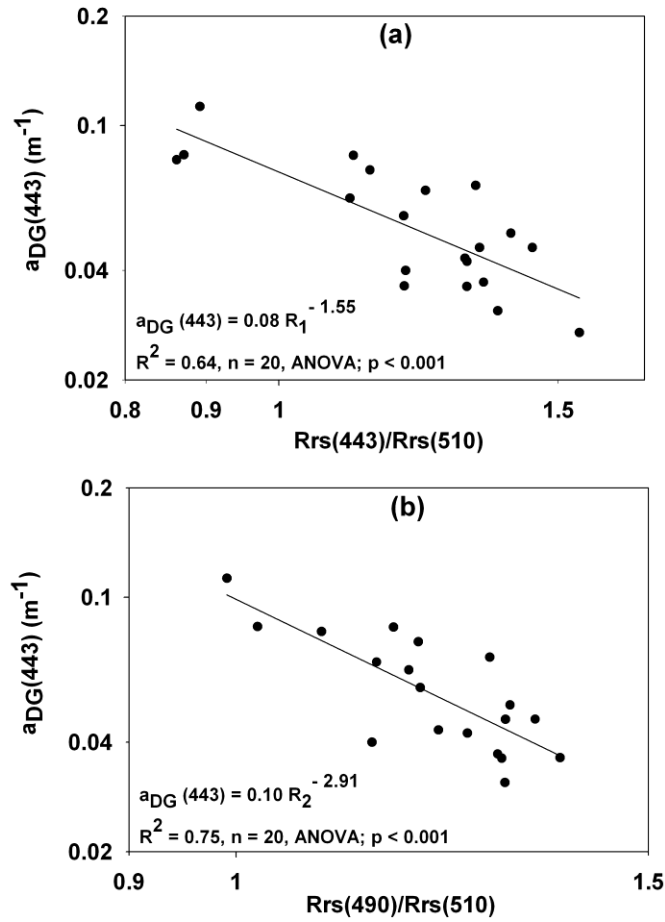 (a)
0.2
0.1
0.04
0.02
aDG(443) (m-1)
aDG (443) = 0.08 R1 - 1.55
R2 = 0.64, n = 20, ANOVA; p < 0.001
0.8 0.9 1 1.5
Rrs(443)/Rrs(510)
(b)
0.2
0.1
0.04
0.02
aDG(443) (m-1)
aDG (443) = 0.10 R2 - 2.91
R2 = 0.75, n = 20, ANOVA; p < 0.001
0.9 1 1.5
Rrs(490)/Rrs(510)